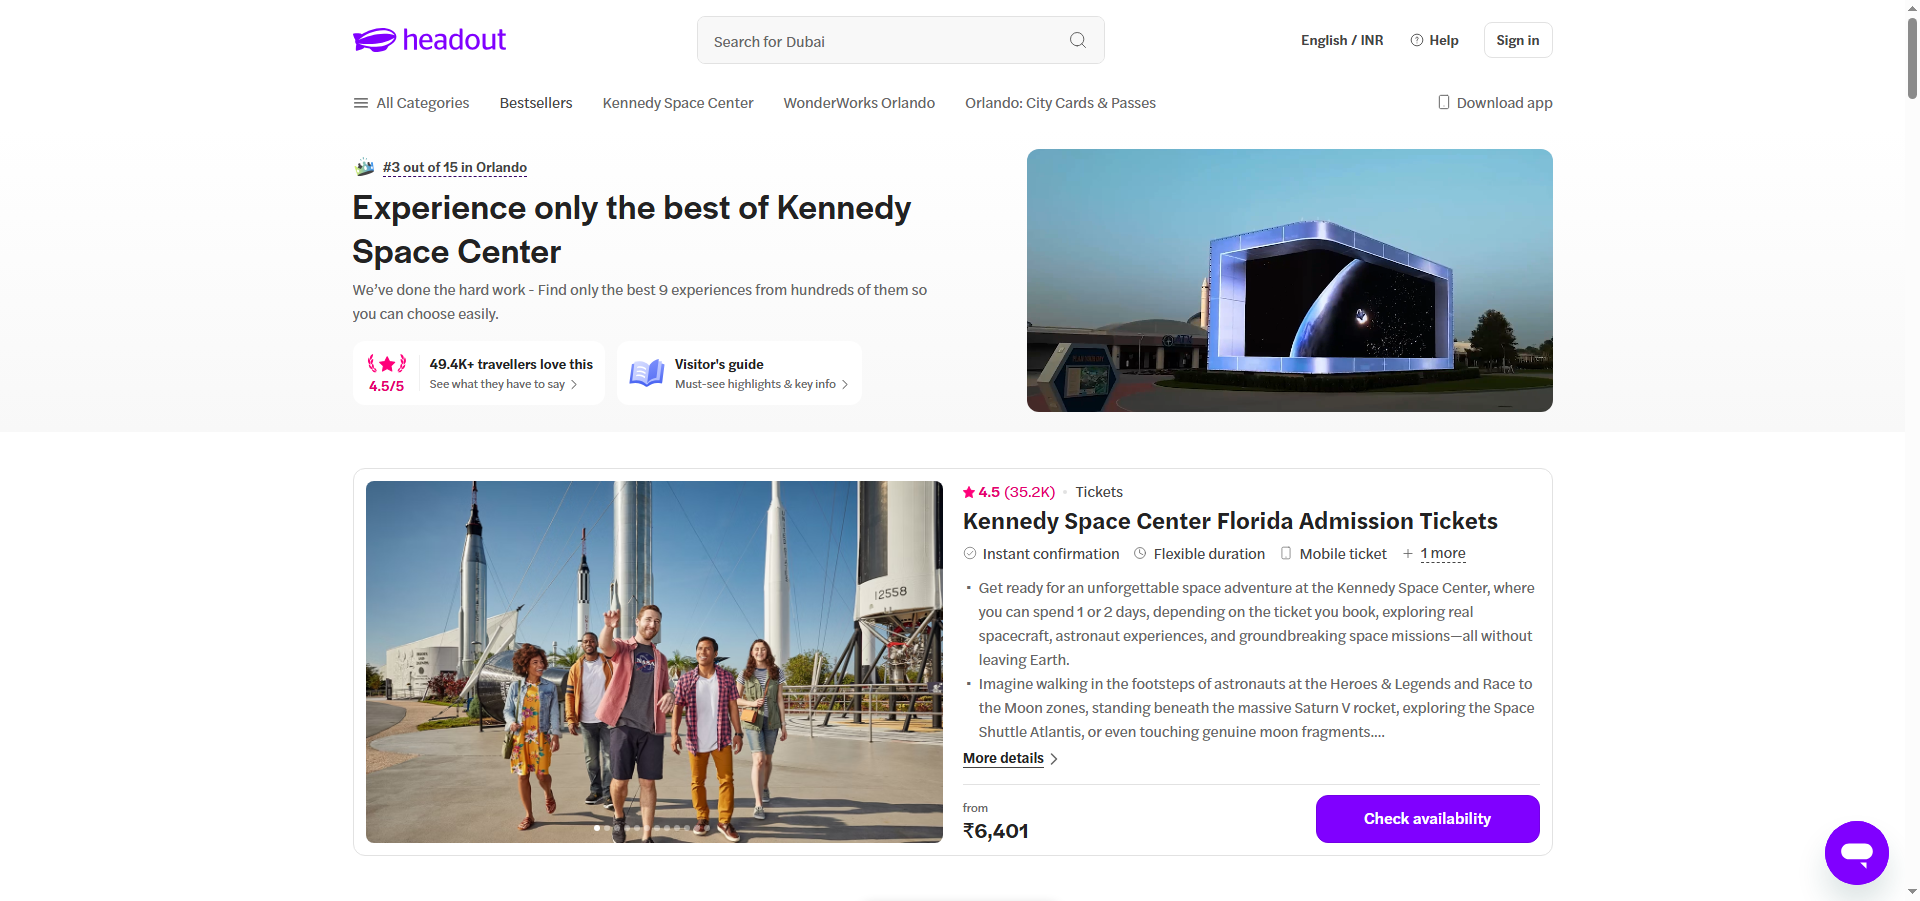 headout
Search for Dubai
English / INR
Help
Sign in
All Categories
Bestsellers
Kennedy Space Center
WonderWorks Orlando
Orlando: City Cards & Passes
Download app
#3 out of 15 in Orlando
Experience only the best of Kennedy
Space Center
We’ve done the hard work - Find only the best 9 experiences from hundreds of them so
you can choose easily.
4.5/5
49.4K+ travellers love this
See what they have to say
Visitor's guide
Must-see highlights & key info
12558
NASA
4.5 (35.2K)
Tickets
Kennedy Space Center Florida Admission Tickets
Instant confirmation
Flexible duration
Mobile ticket
+ 1 more
Get ready for an unforgettable space adventure at the Kennedy Space Center, where
you can spend 1 or 2 days, depending on the ticket you book, exploring real
spacecraft, astronaut experiences, and groundbreaking space missions—all without
leaving Earth.
Imagine walking in the footsteps of astronauts at the Heroes & Legends and Race to
the Moon zones, standing beneath the massive Saturn V rocket, exploring the Space
Shuttle Atlantis, or even touching genuine moon fragments....
More details
from
₹6,401
Check availability